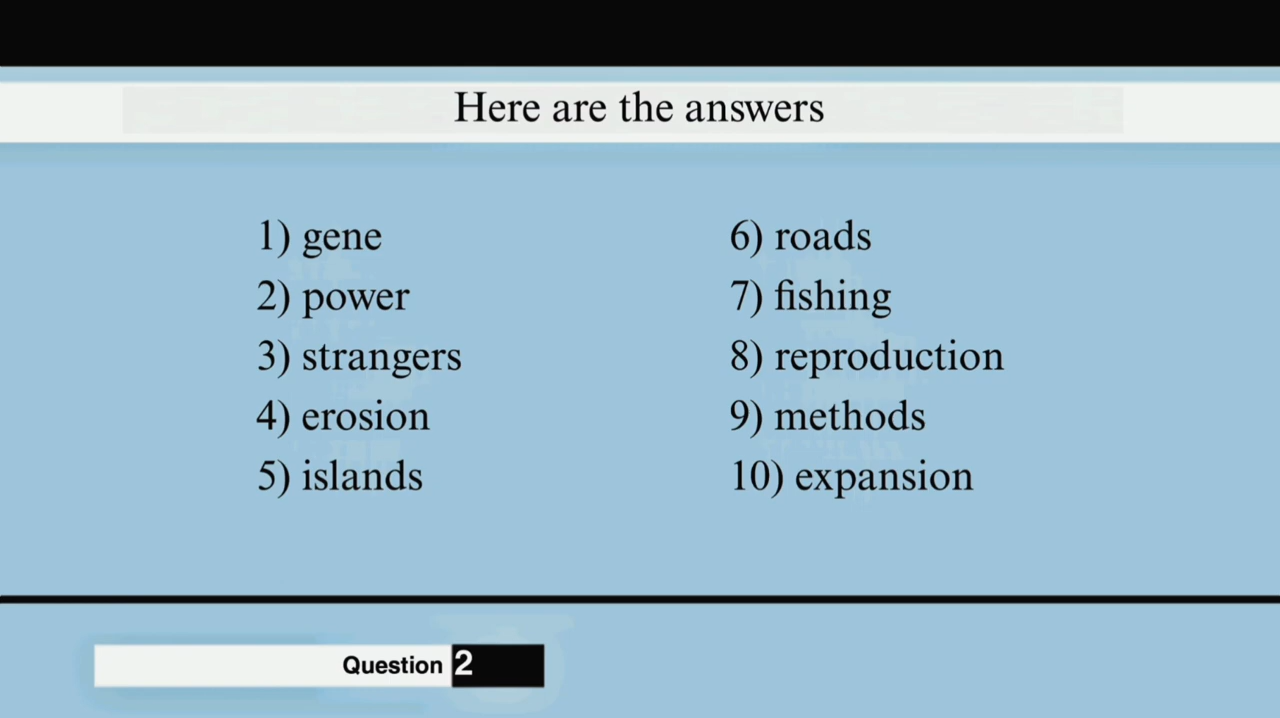 Here are the answers
1) gene
2) power
3) strangers
4) erosion
5) islands
6) roads
7) fishing
8) reproduction
9) methods
10) expansion
Question 2